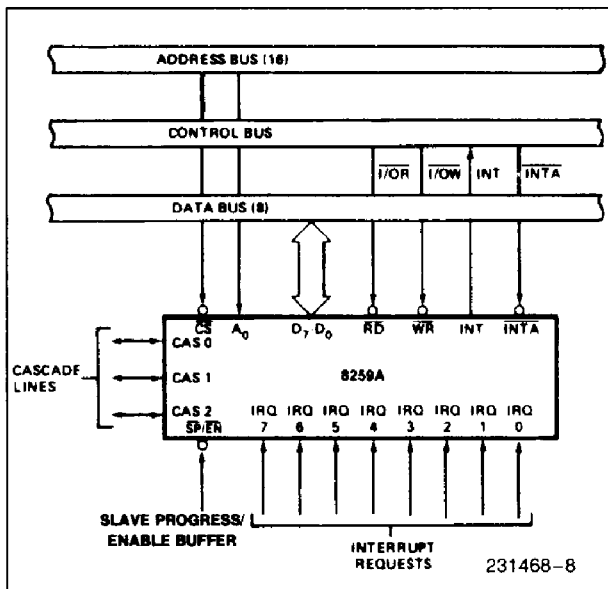 ADDRESS BUS (16)
CONTROL BUS
I/OR I/OW INT INTA
DATA BUS (8)
CS A0 D7-D0 RD WR INT INTA
CASCADE LINES
CAS 0
CAS 1
CAS 2
8259A
SP/EN
IRQ 7 IRQ 6 IRQ 5 IRQ 4 IRQ 3 IRQ 2 IRQ 1 IRQ 0
SLAVE PROGRESS/
ENABLE BUFFER
INTERRUPT
REQUESTS
231468-8